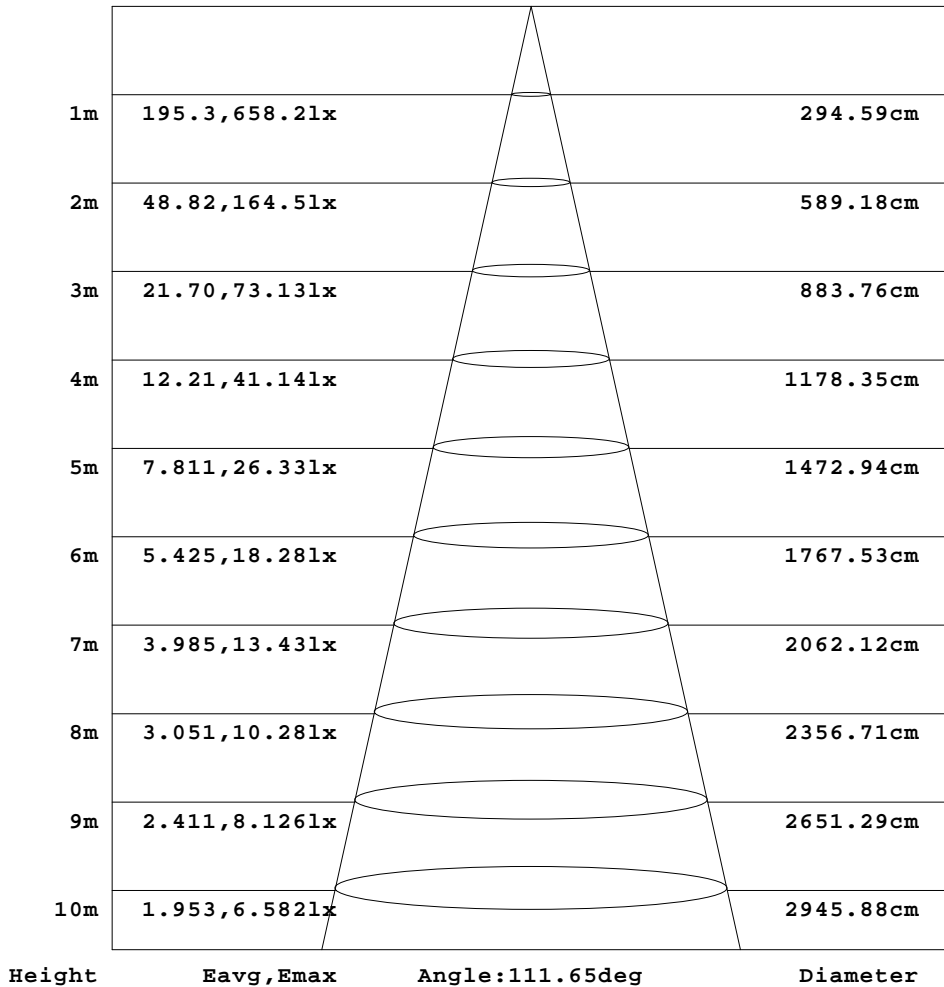 1m 195.3,658.2lx 294.59cm
2m 48.82,164.5lx 589.18cm
3m 21.70,73.13lx 883.76cm
4m 12.21,41.14lx 1178.35cm
5m 7.811,26.33lx 1472.94cm
6m 5.425,18.28lx 1767.53cm
7m 3.985,13.43lx 2062.12cm
8m 3.051,10.28lx 2356.71cm
9m 2.411,8.126lx 2651.29cm
10m 1.953,6.582lx 2945.88cm
Height Eavg,Emax Angle:111.65deg Diameter